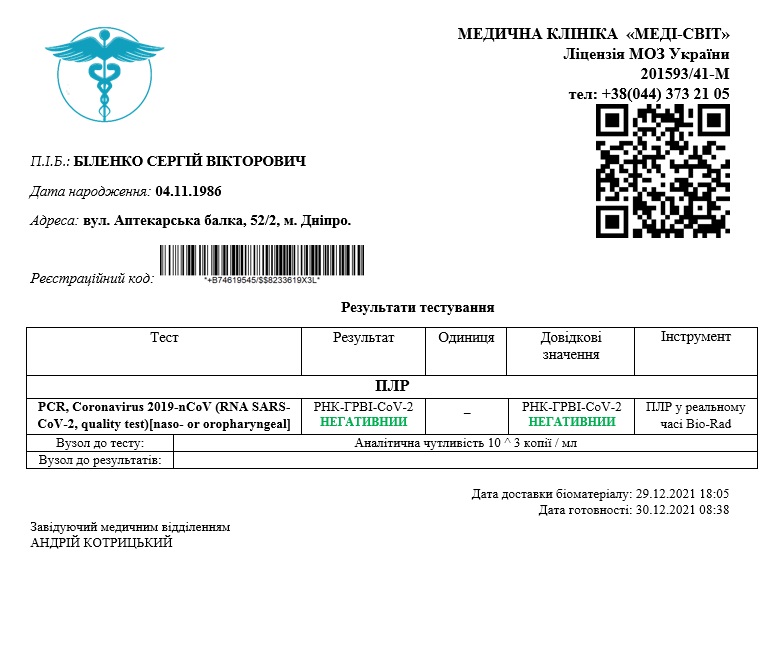 МЕДИЧНА КЛІНІКА «МЕДІ-СВІТ»
Ліцензія МОЗ України
201593/41-М
тел: +38(044) 373 21 05
П.І.Б.: БІЛЕНКО СЕРГІЙ ВІКТОРОВИЧ
Дата народження: 04.11.1986
Адреса: вул. Аптекарська балка, 52/2, м. Дніпро.
Реєстраційний код:
*+B74619545/$$8233619X3L*
Результати тестування
Тест Результат Одиниця Довідкові значення Інструмент
ПЛР
PCR, Coronavirus 2019-nCoV (RNA SARS-
CoV-2, quality test)[naso- or oropharyngeal]
РНК-ГРВІ-CoV-2
НЕГАТИВНИИ
–
РНК-ГРВІ-CoV-2
НЕГАТИВНИИ
ПЛР у реальному
часі Bio-Rad
Вузол до тесту: Аналітична чутливість 10 ^ 3 копії / мл
Вузол до результатів:
Дата доставки біоматеріалу: 29.12.2021 18:05
Дата готовності: 30.12.2021 08:38
Завідуючий медичним відділенням
АНДРІЙ КОТРИЦЬКИЙ